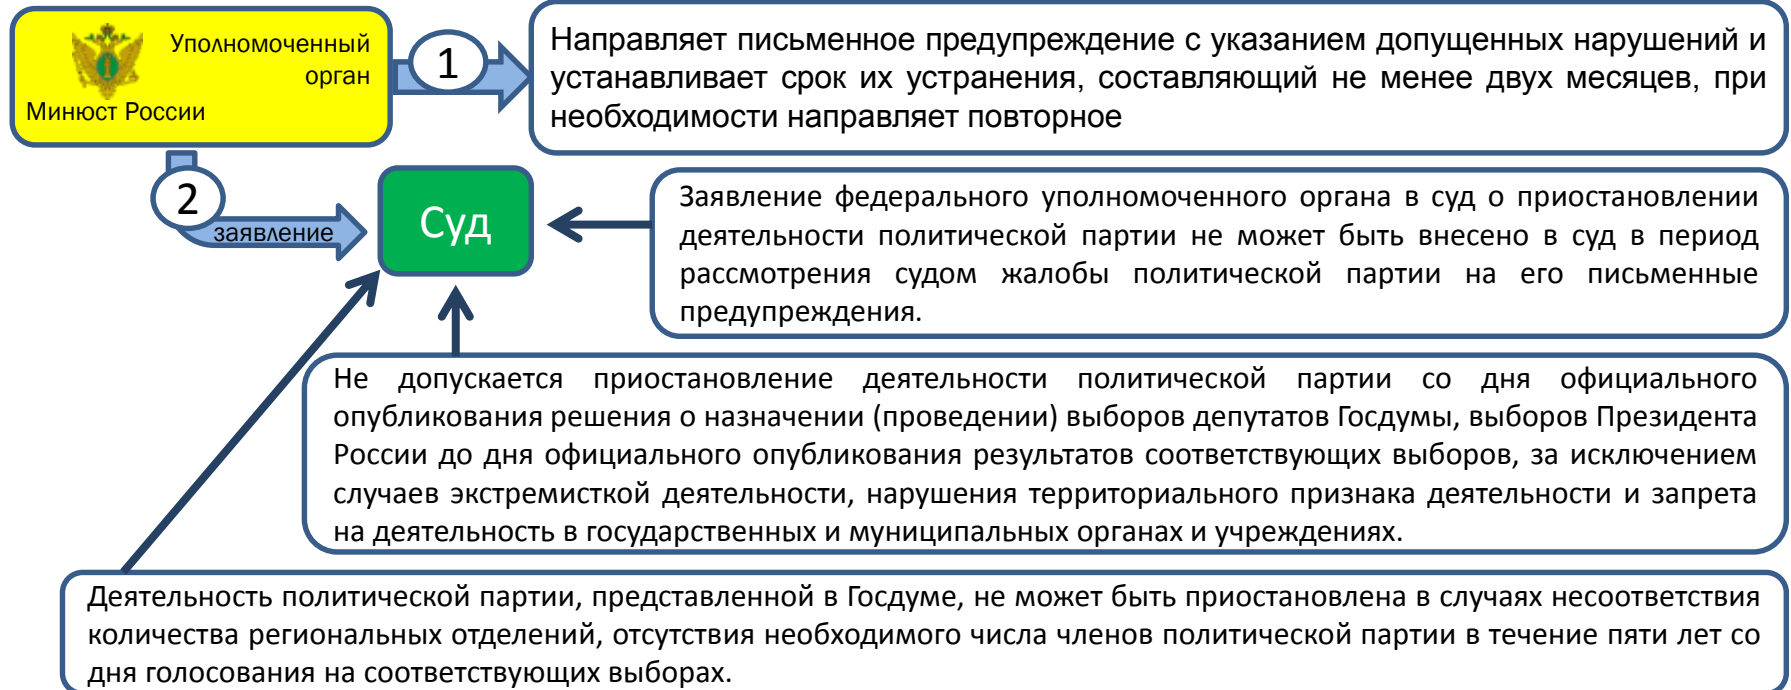 Уполномоченный
орган
Минюст России
1
Направляет письменное предупреждение с указанием допущенных нарушений и
устанавливает срок их устранения, составляющий не менее двух месяцев, при
необходимости направляет повторное
2
заявление
Суд
Заявление федерального уполномоченного органа в суд о приостановлении
деятельности политической партии не может быть внесено в суд в период
рассмотрения судом жалобы политической партии на его письменные
предупреждения.
Не допускается приостановление деятельности политической партии со дня официального
опубликования решения о назначении (проведении) выборов депутатов Госдумы, выборов Президента
России до дня официального опубликования результатов соответствующих выборов, за исключением
случаев экстремисткой деятельности, нарушения территориального признака деятельности и запрета
на деятельность в государственных и муниципальных органах и учреждениях.
Деятельность политической партии, представленной в Госдуме, не может быть приостановлена в случаях несоответствия
количества региональных отделений, отсутствия необходимого числа членов политической партии в течение пяти лет со
дня голосования на соответствующих выборах.